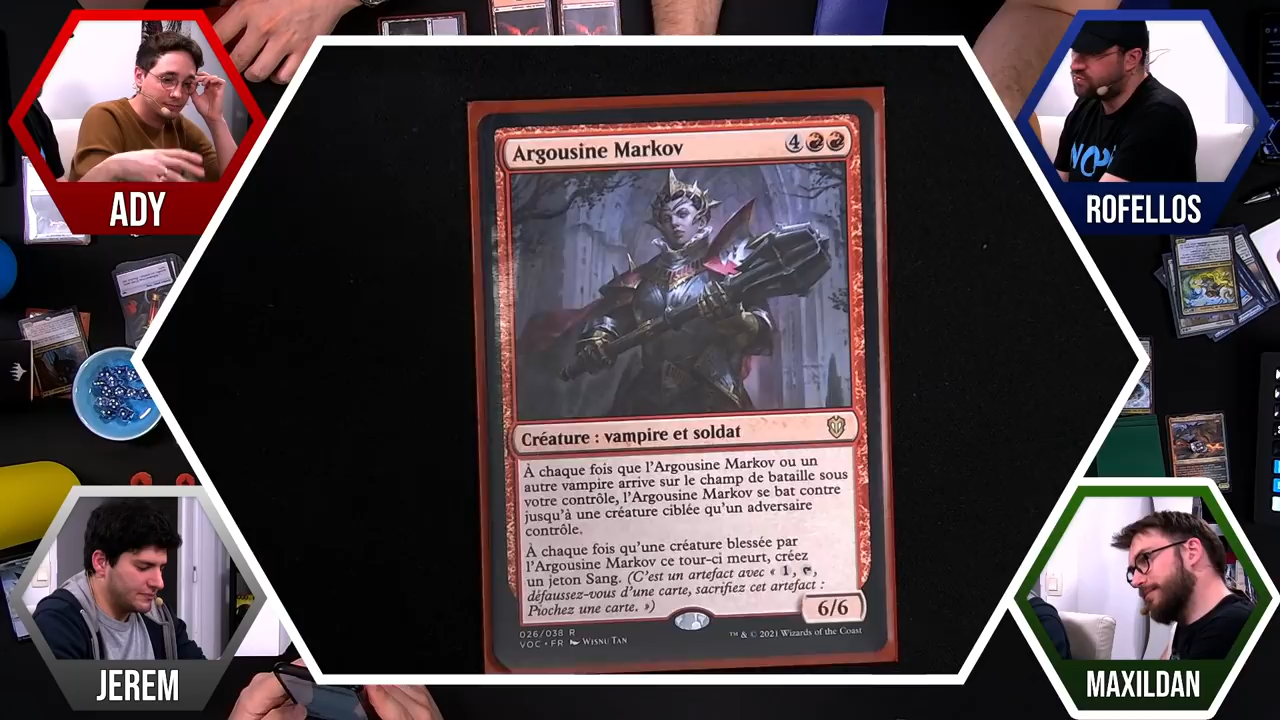 ADY
ROFELLOS
Argousine Markov
4
Créature : vampire et soldat
À chaque fois que l'Argousine Markov ou un
autre vampire arrive sur le champ de bataille sous
votre contrôle, l'Argousine Markov se bat contre
jusqu'à une créature ciblée qu'un adversaire
contrôle.
À chaque fois qu'une créature blessée par
l'Argousine Markov ce tour-ci meurt, créez
un jeton Sang. (C'est un artefact avec « 1, ,
défaussez-vous d'une carte, sacrifiez cet artefact :
Piochez une carte. »)
6/6
026/038 R
VOC • FR WISNU TAN
™ & © 2021 Wizards of the Coast
JEREM
MAXILDAN